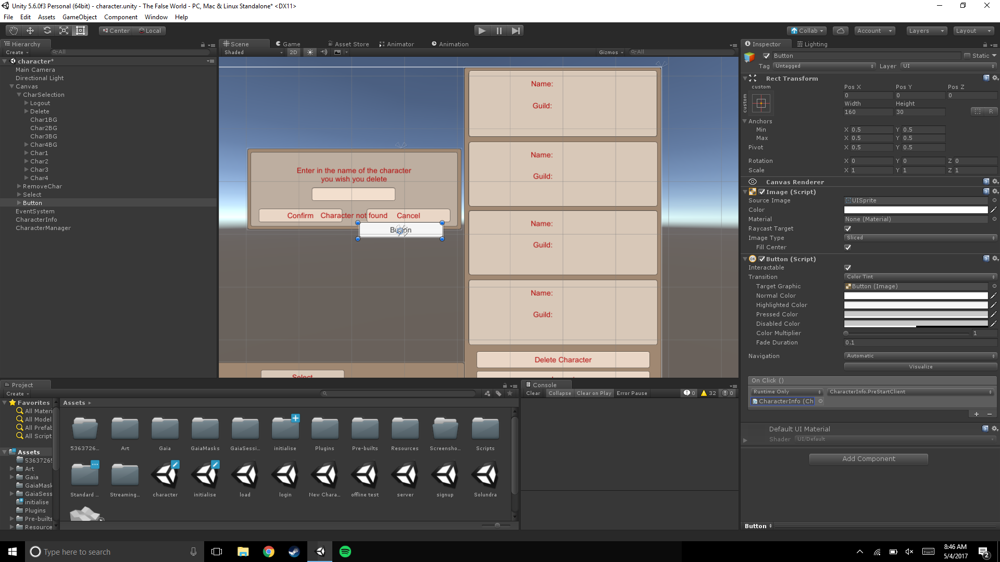 Unity 5.6.0f3 Personal (64bit) - character.unity - The False World - PC, Mac & Linux Standalone* <DX11>
File Edit Assets GameObject Component Window Help
Center Local
Collab Account Layers Layout
Hierarchy
Create All
character*
Main Camera
Directional Light
Canvas
CharSelection
Logout
Delete
Char1BG
Char2BG
Char3BG
Char4BG
Char1
Char2
Char3
Char4
RemoveChar
Select
Button
EventSystem
CharacterInfo
CharacterManager
Scene Game Asset Store Animator Animation
Shaded 2D Gizmos All
Name:
Guild:
Name:
Guild:
Name:
Guild:
Name:
Guild:
Enter in the name of the character
you wish you delete
Confirm Character not found Cancel
Button
Delete Character
Select
Inspector Lighting
Button Static
Tag Untagged Layer UI
Rect Transform
custom Pos X Pos Y Pos Z
custom
0 0 0
Width Height
160 30 R
Anchors
Min X 0.5 Y 0.5
Max X 0.5 Y 0.5
Pivot X 0.5 Y 0.5
Rotation X 0 Y 0 Z 0
Scale X 1 Y 1 Z 1
Canvas Renderer
Image (Script)
Source Image UISprite
Color
Material None (Material)
Raycast Target
Image Type Sliced
Fill Center
OK Button (Script)
Interactable
Transition Color Tint
Target Graphic Button (Image)
Normal Color
Highlighted Color
Pressed Color
Disabled Color
Color Multiplier 1
Fade Duration 0.1
Navigation Automatic
Visualize
On Click ()
Runtime Only CharacterInfo.PreStartClient
CharacterInfo (Ch
+ −
Default UI Material
Shader UI/Default
Add Component
Button
Project
Create
Favorites
All Materi
All Model
All Prefab
All Script
Assets
53637265
Art
Gaia
GaiaMask
GaiaSess
initialise
Plugins
Pre-builts
Resource
Assets
5363726... Art Gaia GaiaMasks GaiaSessi... initialise Plugins Pre-builts Resources Screensho... Scripts
Standard ... Streaming... character initialise load login New Chara... offline test server signup Solundra
Console
Clear Collapse Clear on Play Error Pause 0 32 0
Type here to search
8:46 AM
5/4/2017
2